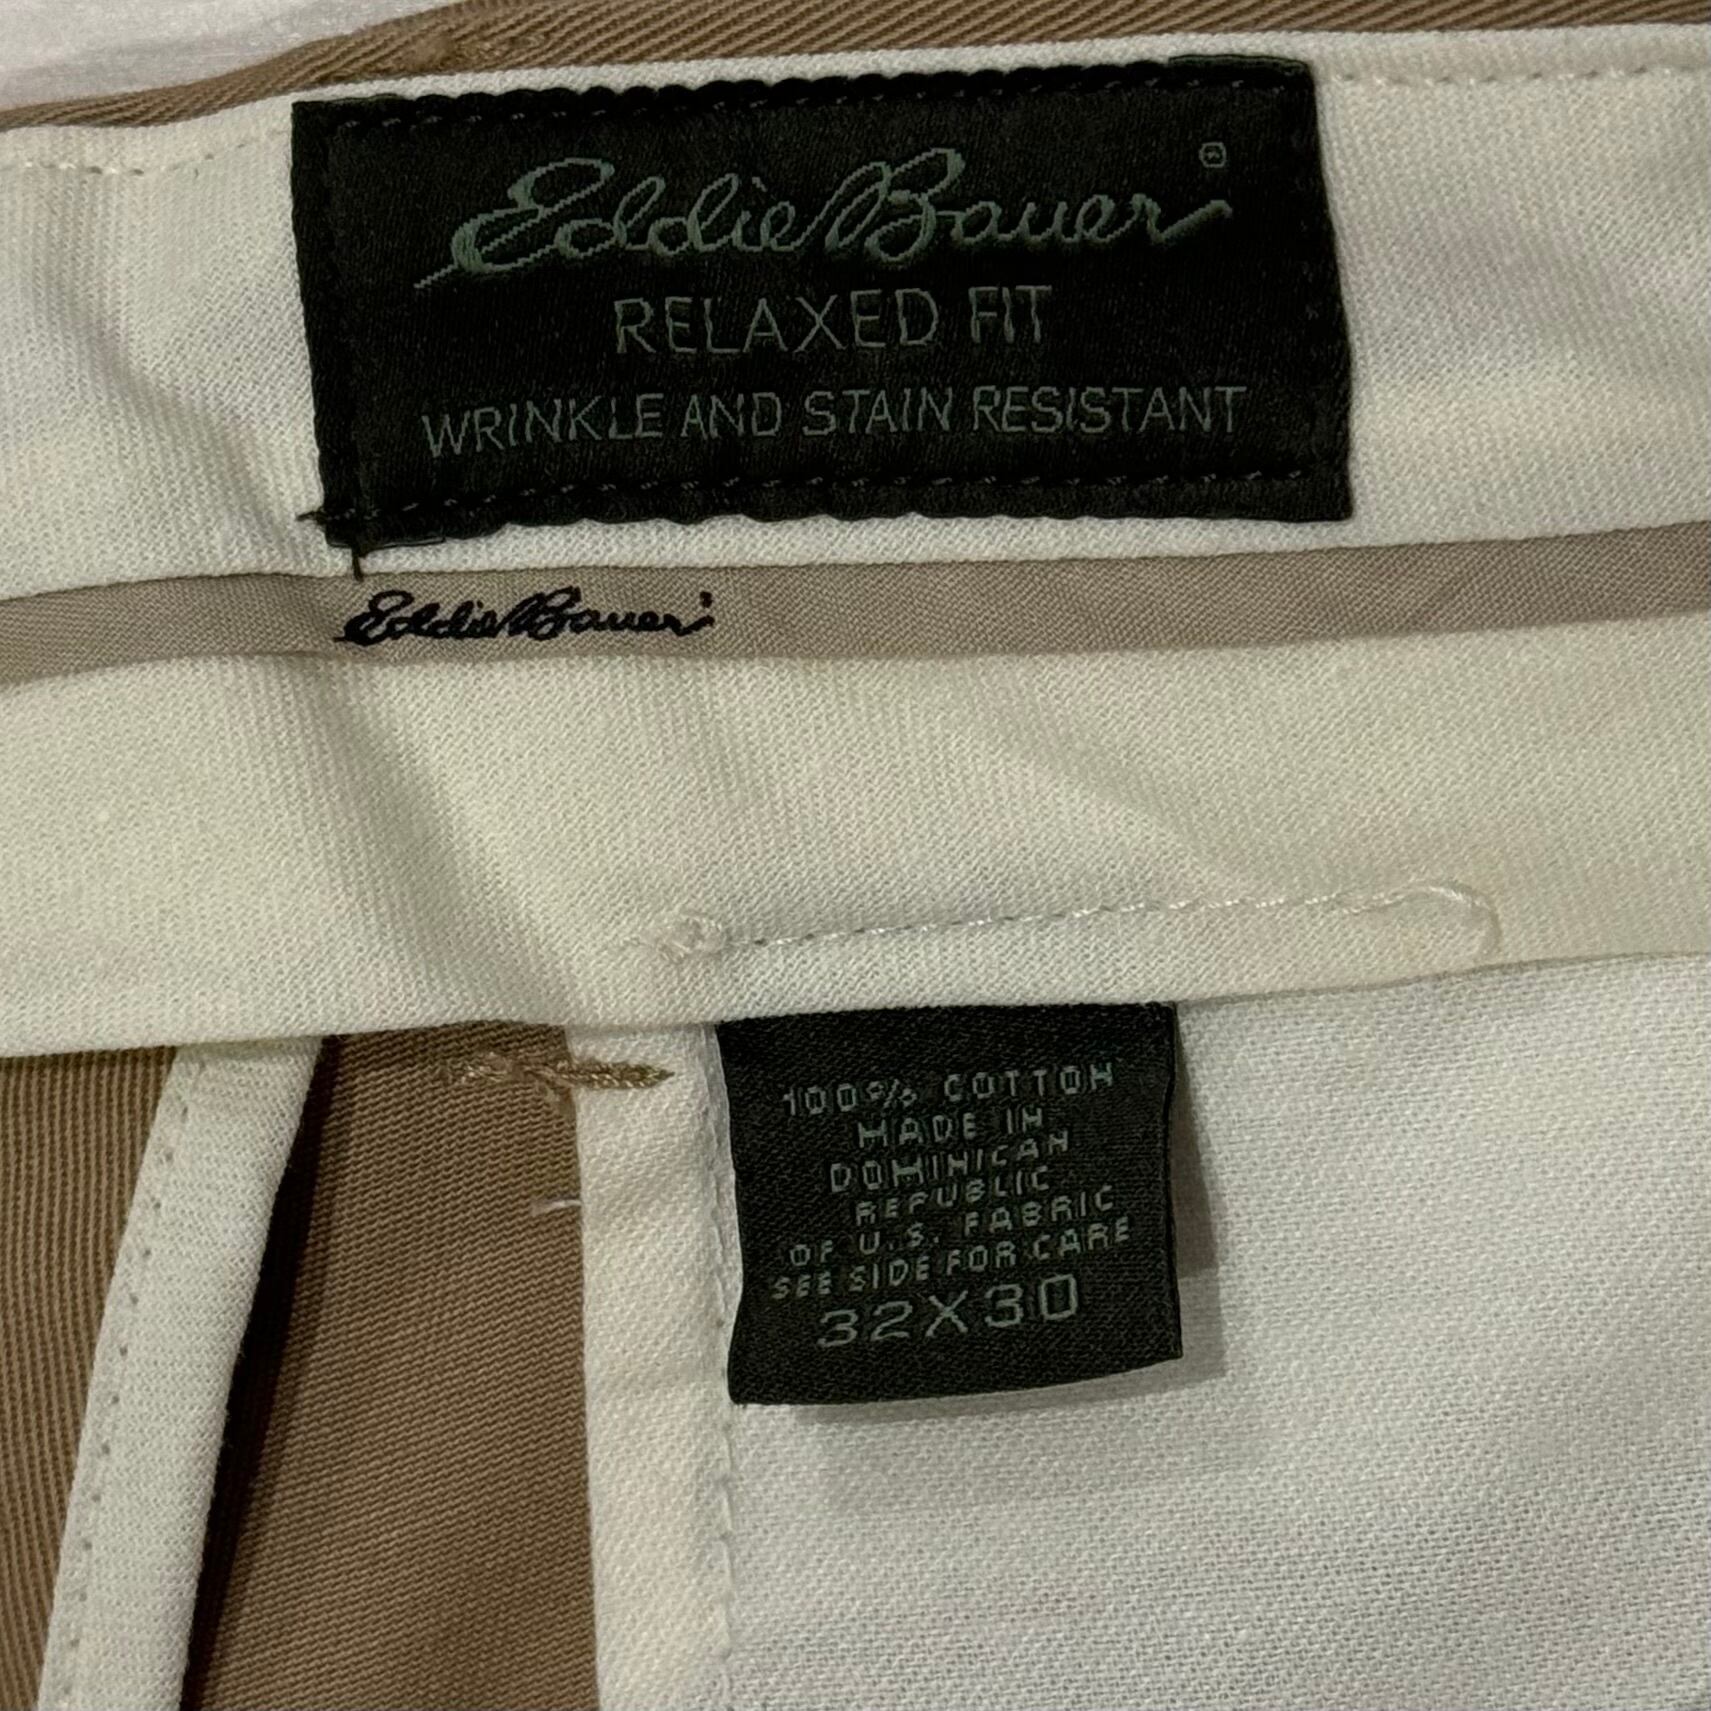 Eddie Bauer®
RELAXED FIT
WRINKLE AND STAIN RESISTANT
Eddie Bauer
100% COTTON
MADE IN
DOMINICAN
REPUBLIC
OF U.S. FABRIC
SEE SIDE FOR CARE
32X30